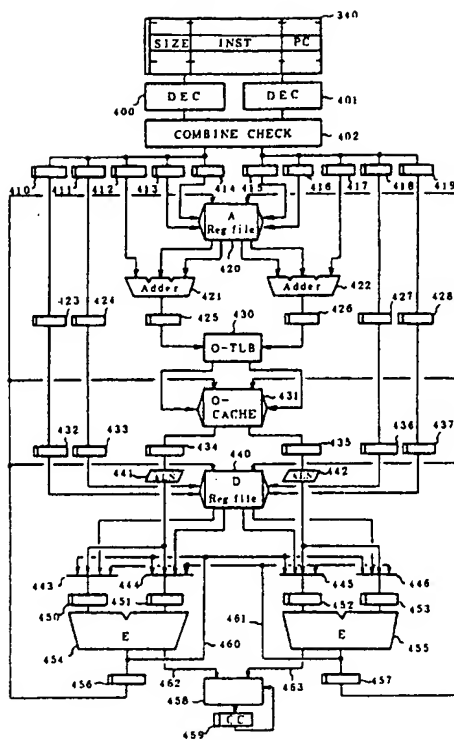 340
SIZE INST PC
DEC DEC
400 401
COMBINE CHECK 402
410 411 412 413 414 415 416 417 418 419
A
Reg file
420
Adder Adder
421 422
423 424 425 430 426 427 428
O-TLB
431
O-
CACHE
432 433 434 435 436 437
441 440 442
D
Reg file
443 444 445 446
450 451 452 453
461
E E
454 460 455
456 462 463 457
458
459 CC